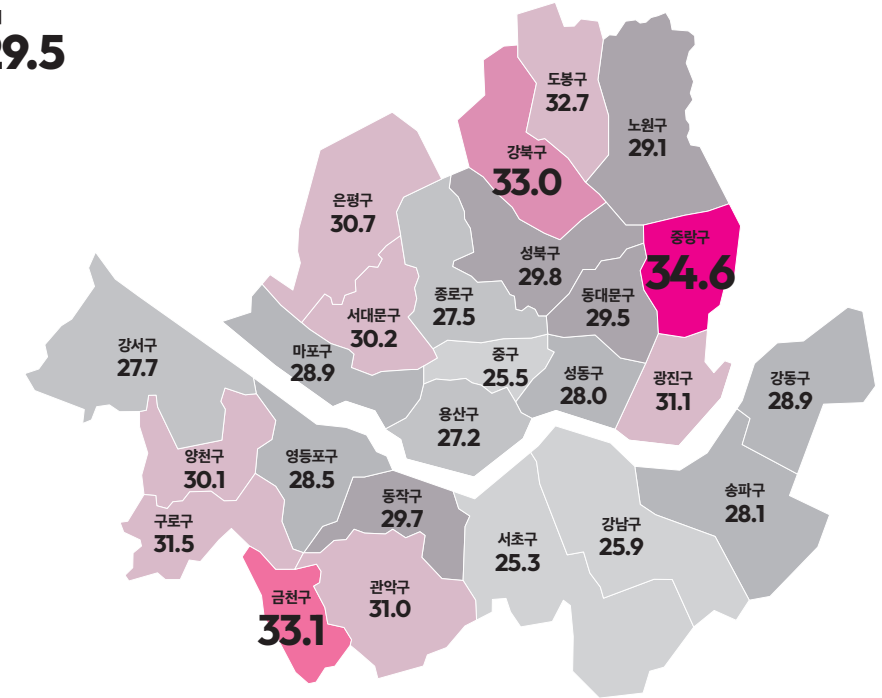 29.5
도봉구
32.7
노원구
29.1
강북구
33.0
은평구
30.7
중랑구
34.6
성북구
29.8
동대문구
29.5
종로구
27.5
서대문구
30.2
강서구
27.7
마포구
28.9
중구
25.5
성동구
28.0
광진구
31.1
강동구
28.9
용산구
27.2
양천구
30.1
영등포구
28.5
동작구
29.7
송파구
28.1
구로구
31.5
서초구
25.3
강남구
25.9
금천구
33.1
관악구
31.0